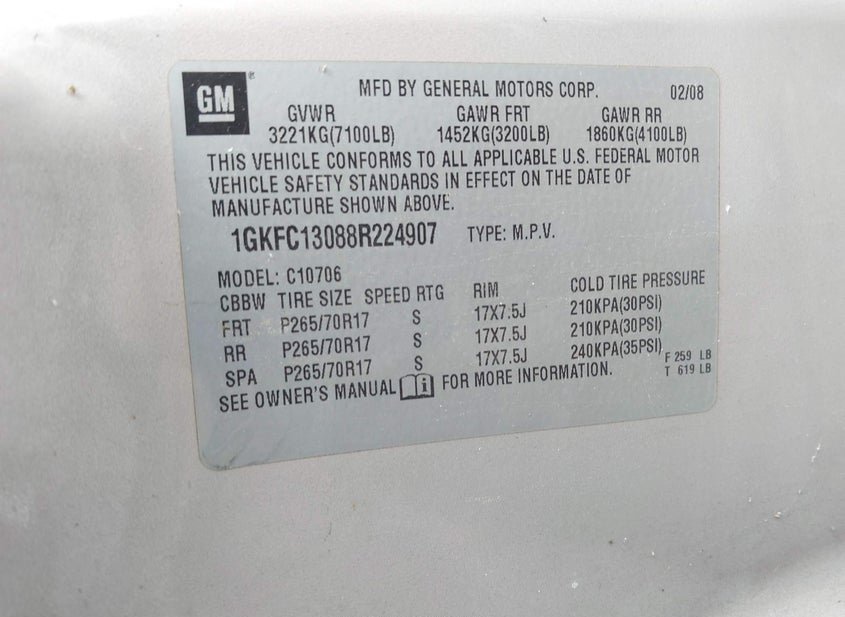 GM ® MFD BY GENERAL MOTORS CORP. 02/08
GVWR GAWR FRT GAWR RR
3221KG(7100LB) 1452KG(3200LB) 1860KG(4100LB)
THIS VEHICLE CONFORMS TO ALL APPLICABLE U.S. FEDERAL MOTOR
VEHICLE SAFETY STANDARDS IN EFFECT ON THE DATE OF
MANUFACTURE SHOWN ABOVE.
1GKFC13088R224907 TYPE: M.P.V.
MODEL: C10706
CBBW TIRE SIZE SPEED RTG RIM COLD TIRE PRESSURE
FRT P265/70R17 S 17X7.5J 210KPA(30PSI)
RR P265/70R17 S 17X7.5J 210KPA(30PSI)
SPA P265/70R17 S 17X7.5J 240KPA(35PSI)
F 259 LB
T 619 LB
SEE OWNER'S MANUAL i FOR MORE INFORMATION.